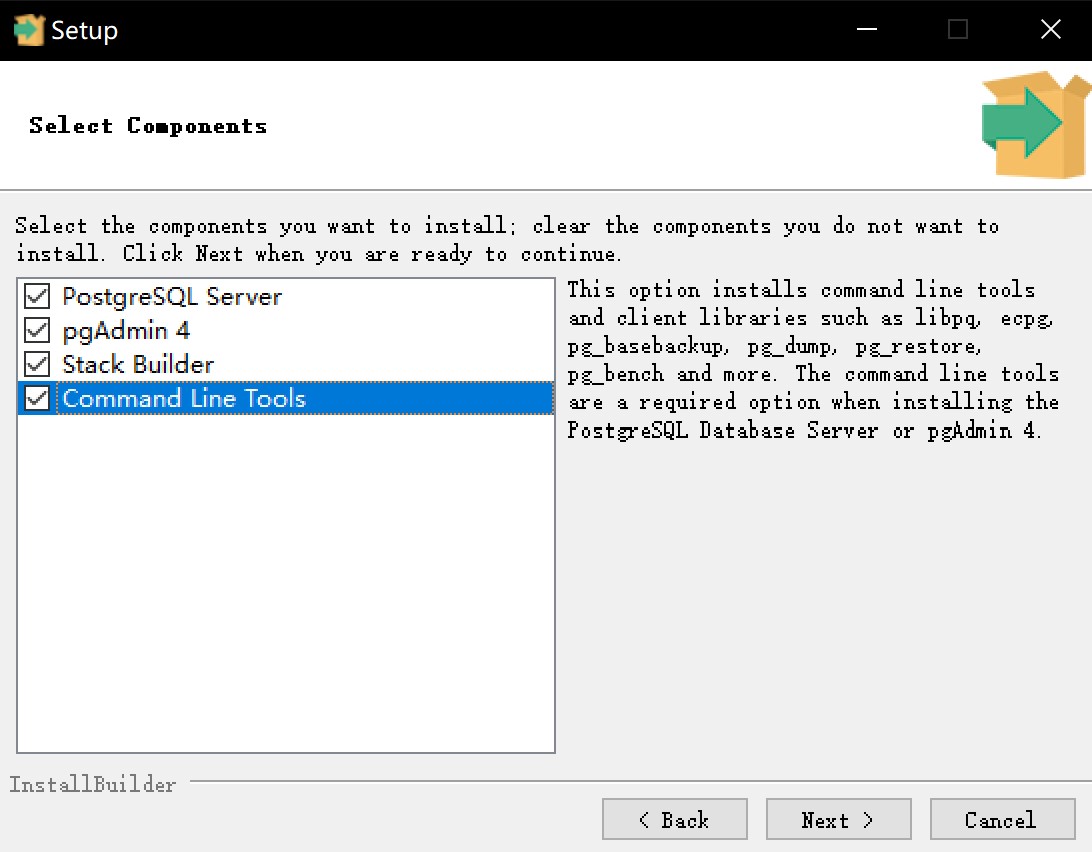 Setup
Select Components
Select the components you want to install; clear the components you do not want to
install. Click Next when you are ready to continue.
PostgreSQL Server
pgAdmin 4
Stack Builder
Command Line Tools
This option installs command line tools
and client libraries such as libpq, ecpg,
pg_basebackup, pg_dump, pg_restore,
pg_bench and more. The command line tools
are a required option when installing the
PostgreSQL Database Server or pgAdmin 4.
InstallBuilder
< Back
Next >
Cancel